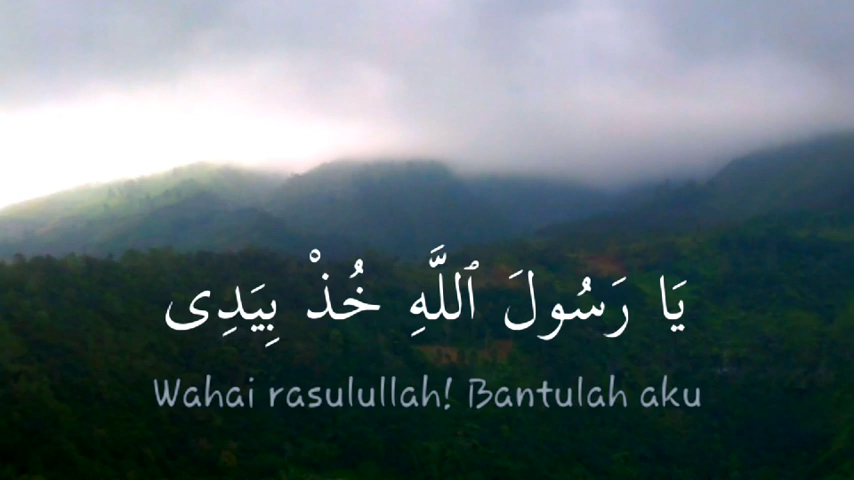 يَا رَسُولَ ٱللَّهِ خُذْ بِيَدِى
Wahai rasulullah! Bantulah aku